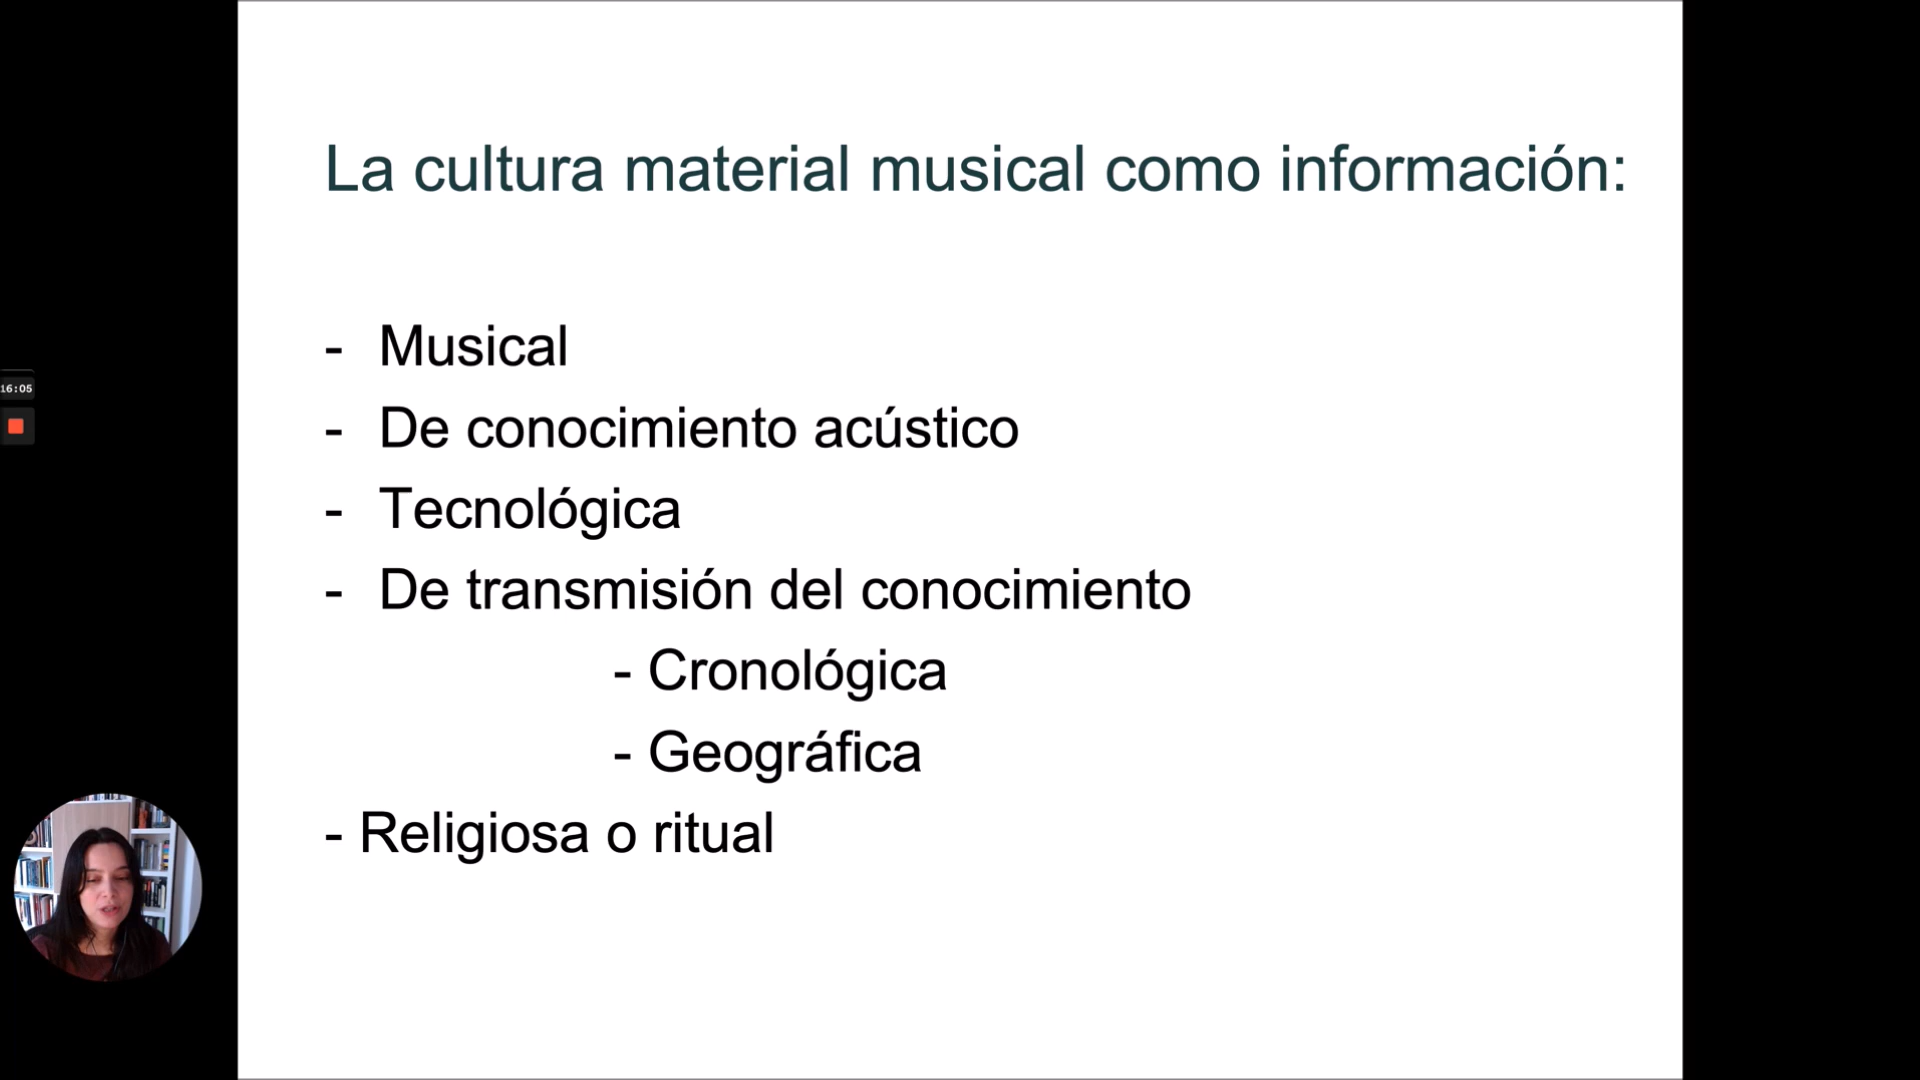 La cultura material musical como información:
- Musical
- De conocimiento acústico
- Tecnológica
- De transmisión del conocimiento
- Cronológica
- Geográfica
- Religiosa o ritual
16:05